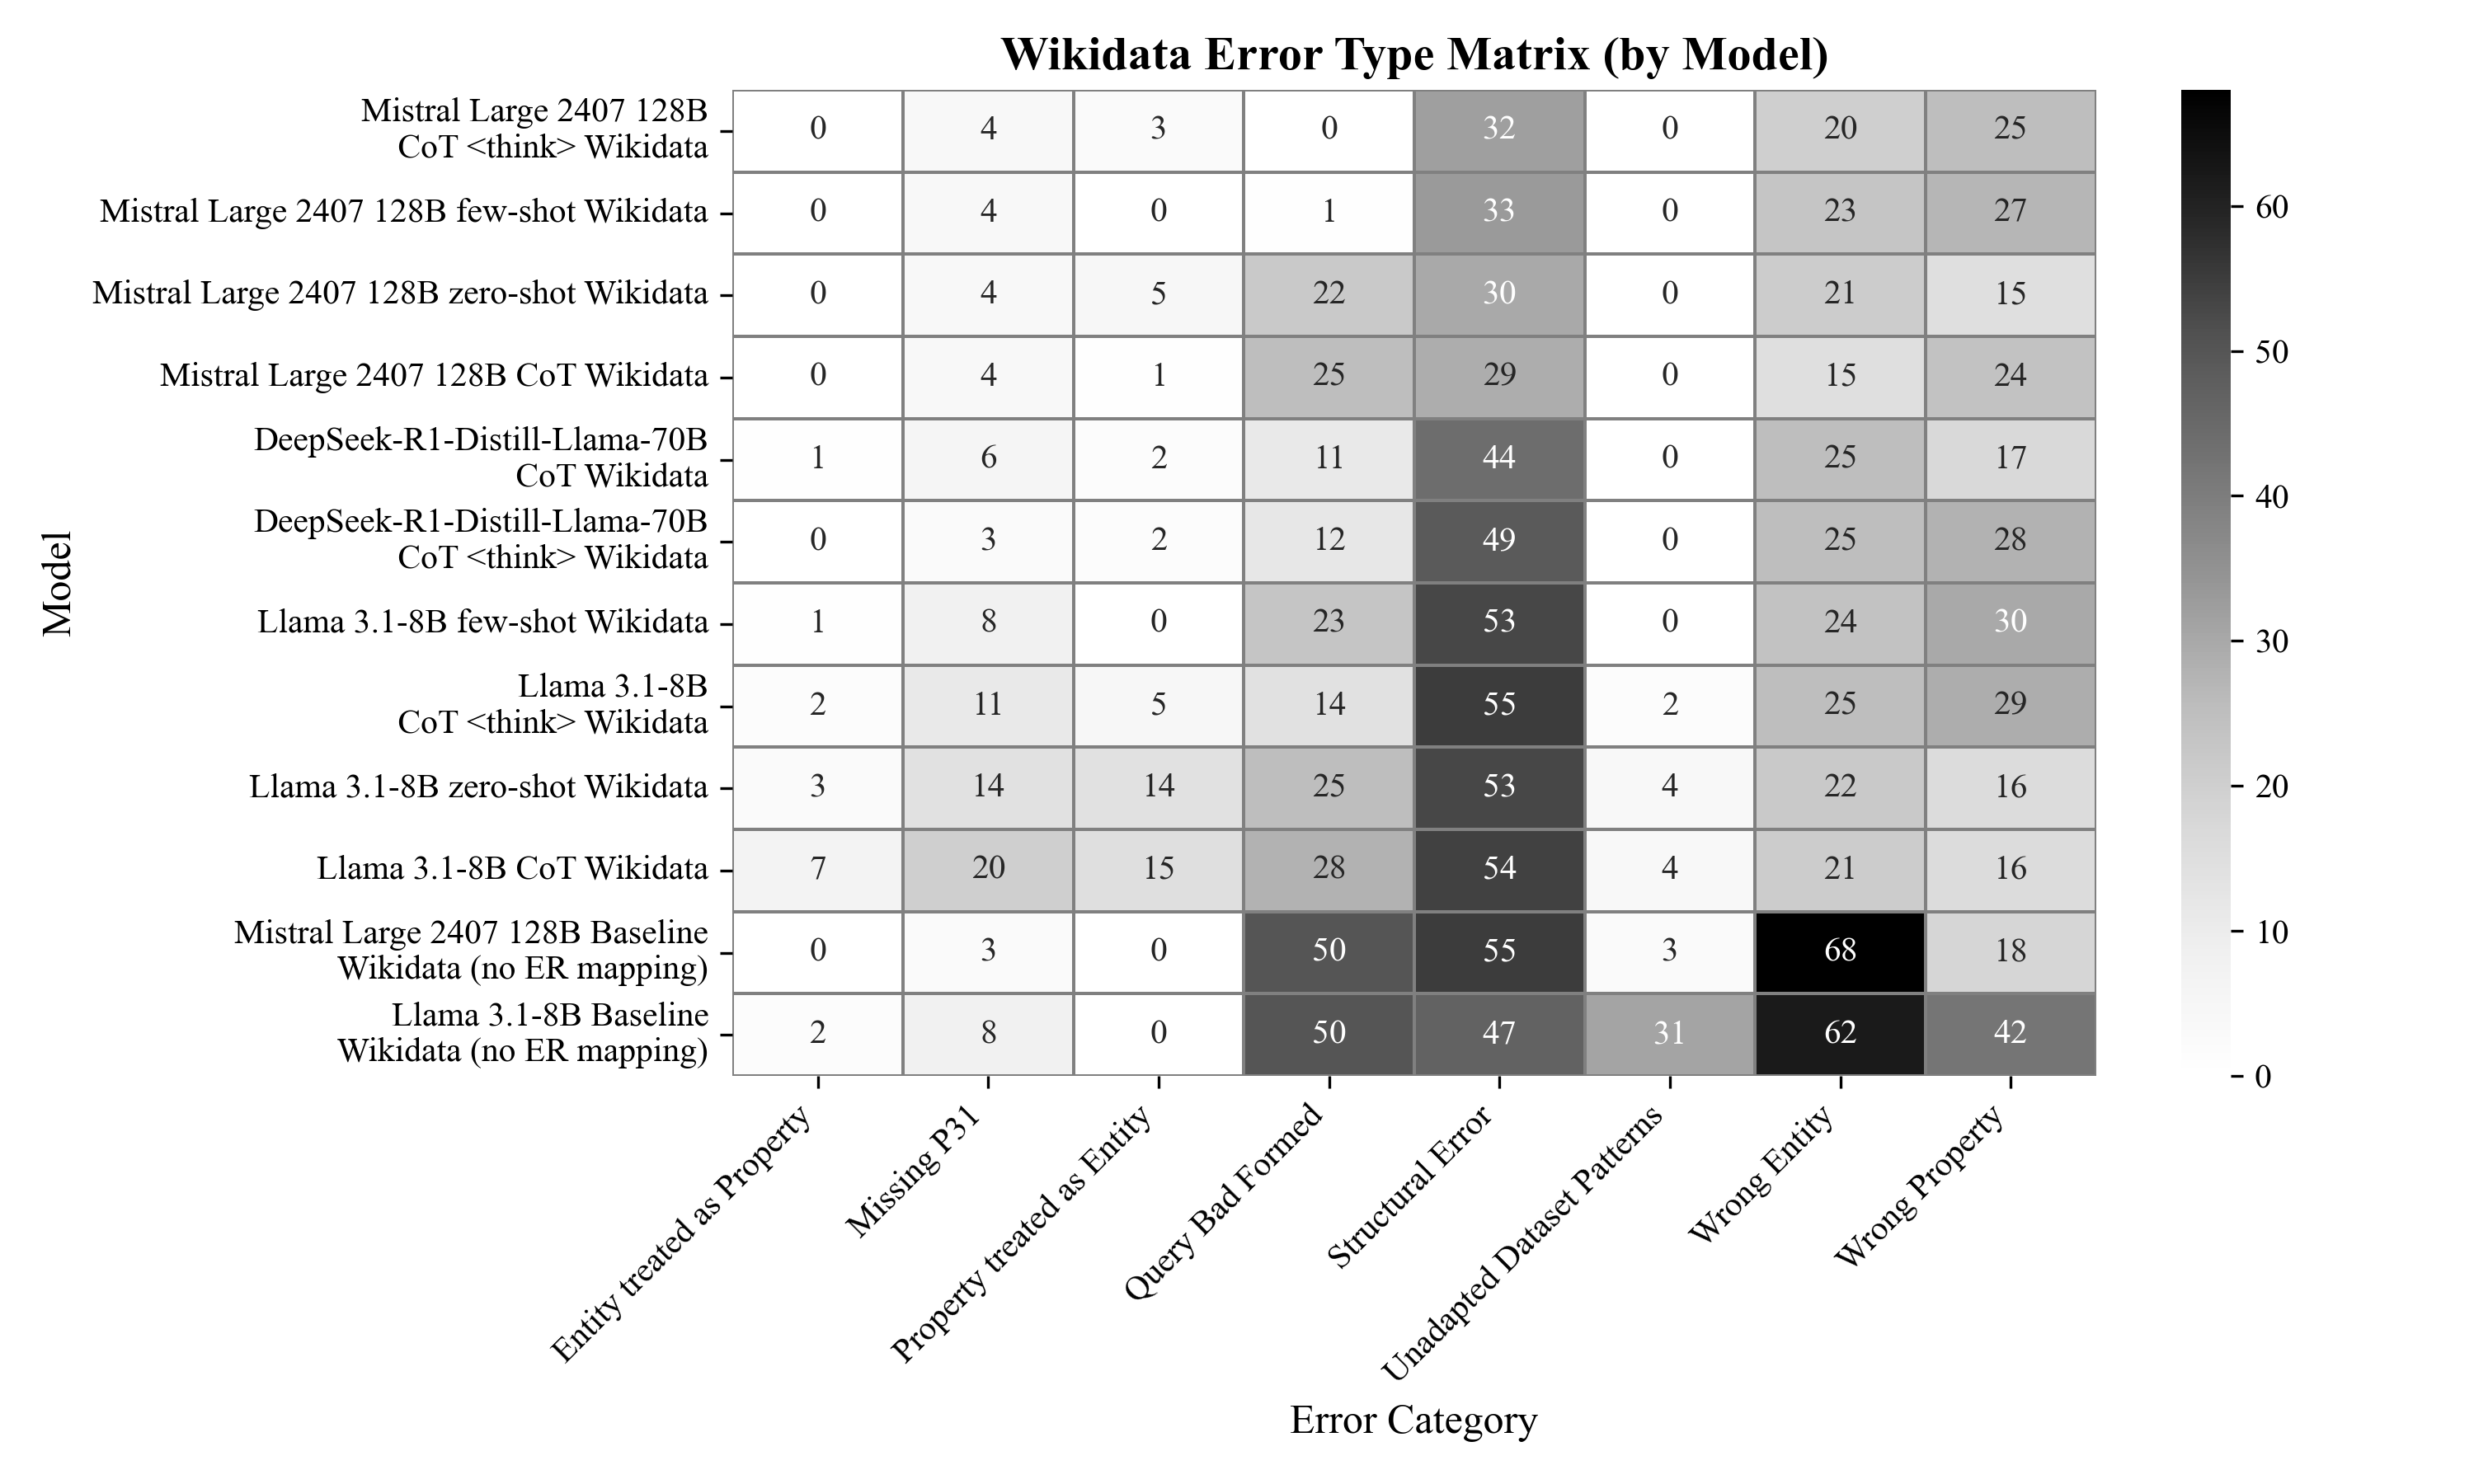 Wikidata Error Type Matrix (by Model)
Model
Mistral Large 2407 128B
CoT <think> Wikidata
0 4 3 0 32 0 20 25
Mistral Large 2407 128B few-shot Wikidata
0 4 0 1 33 0 23 27
Mistral Large 2407 128B zero-shot Wikidata
0 4 5 22 30 0 21 15
Mistral Large 2407 128B CoT Wikidata
0 4 1 25 29 0 15 24
DeepSeek-R1-Distill-Llama-70B
CoT Wikidata
1 6 2 11 44 0 25 17
DeepSeek-R1-Distill-Llama-70B
CoT <think> Wikidata
0 3 2 12 49 0 25 28
Llama 3.1-8B few-shot Wikidata
1 8 0 23 53 0 24 30
Llama 3.1-8B
CoT <think> Wikidata
2 11 5 14 55 2 25 29
Llama 3.1-8B zero-shot Wikidata
3 14 14 25 53 4 22 16
Llama 3.1-8B CoT Wikidata
7 20 15 28 54 4 21 16
Mistral Large 2407 128B Baseline
Wikidata (no ER mapping)
0 3 0 50 55 3 68 18
Llama 3.1-8B Baseline
Wikidata (no ER mapping)
2 8 0 50 47 31 62 42
60
50
40
30
20
10
0
Entity treated as Property
Missing P31
Property treated as Entity
Query Bad Formed
Structural Error
Unadapted Dataset Patterns
Wrong Entity
Wrong Property
Error Category